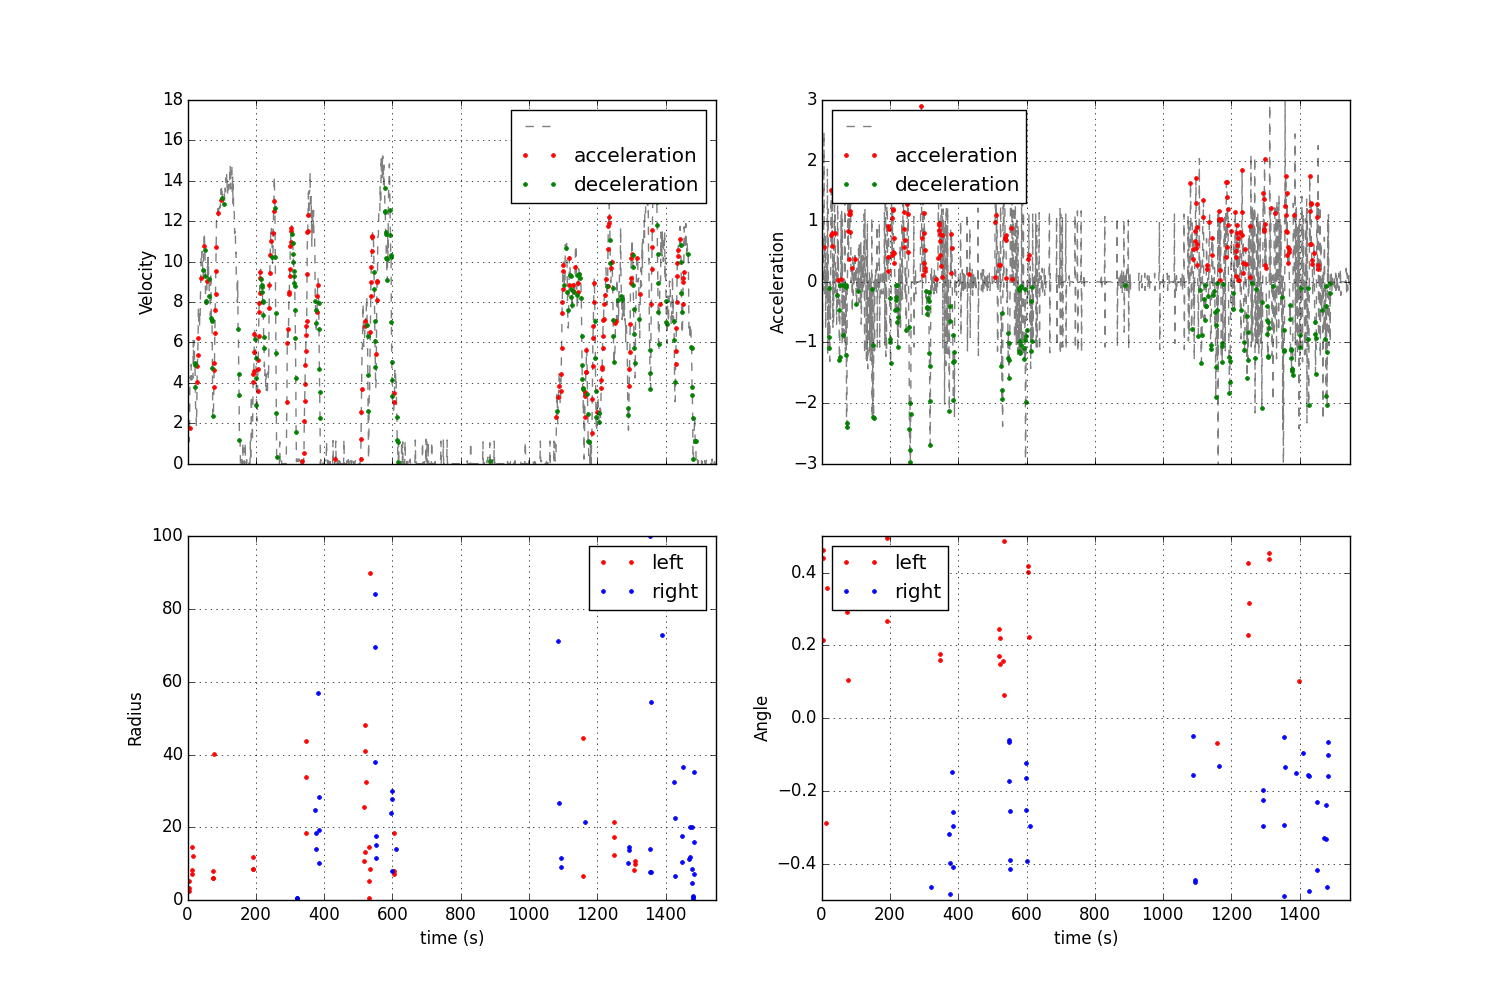 18
16
14
12
10
8
6
4
2
0
Velocity
acceleration
deceleration
3
2
1
0
−1
−2
−3
Acceleration
acceleration
deceleration
100
80
60
40
20
0
Radius
0 200 400 600 800 1000 1200 1400
time (s)
left
right
0.4
0.2
0.0
−0.2
−0.4
Angle
0 200 400 600 800 1000 1200 1400
time (s)
left
right